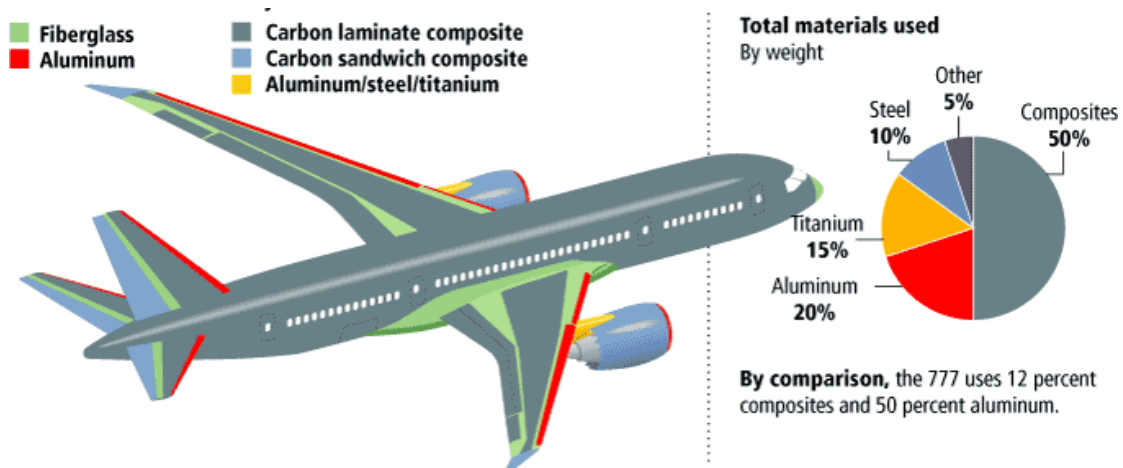 Fiberglass
Aluminum
Carbon laminate composite
Carbon sandwich composite
Aluminum/steel/titanium
Total materials used
By weight
Other
5%
Steel
10%
Composites
50%
Titanium
15%
Aluminum
20%
By comparison, the 777 uses 12 percent
composites and 50 percent aluminum.